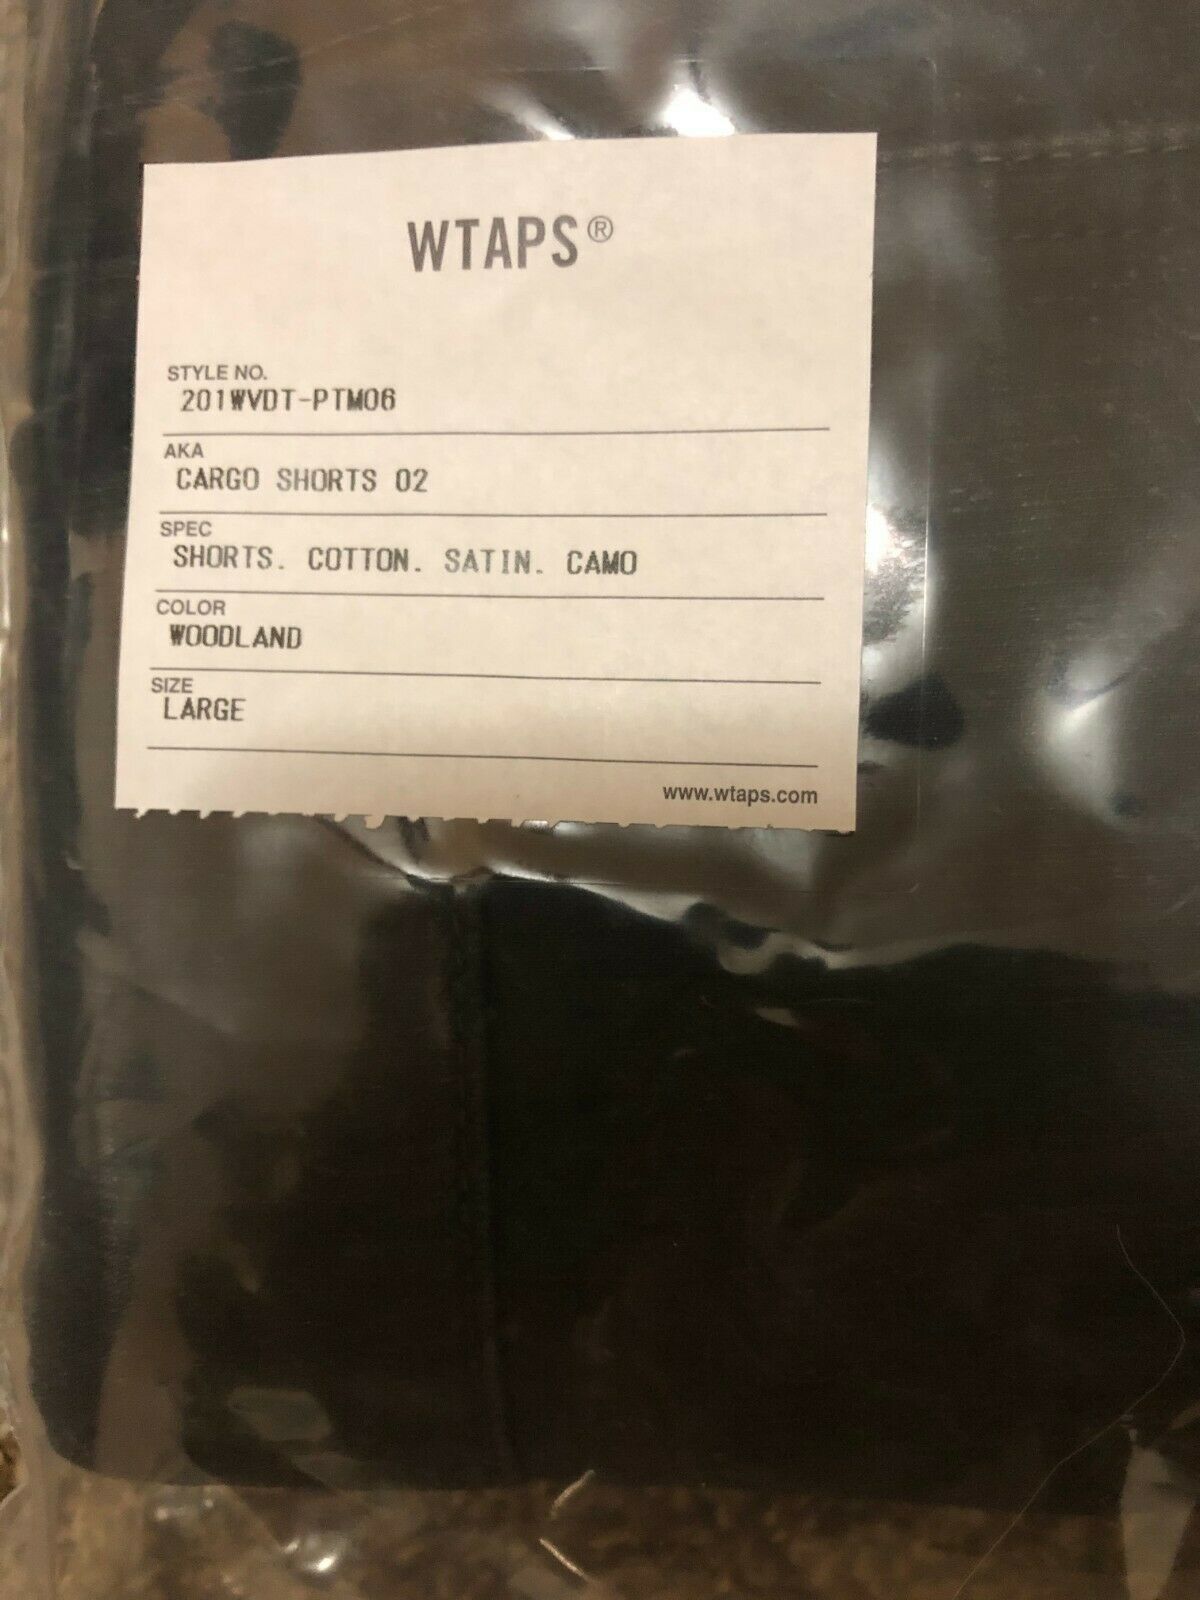 WTAPS®
STYLE NO.
201WVDT-PTM06
AKA
CARGO SHORTS 02
SPEC
SHORTS. COTTON. SATIN. CAMO
COLOR
WOODLAND
SIZE
LARGE
www.wtaps.com